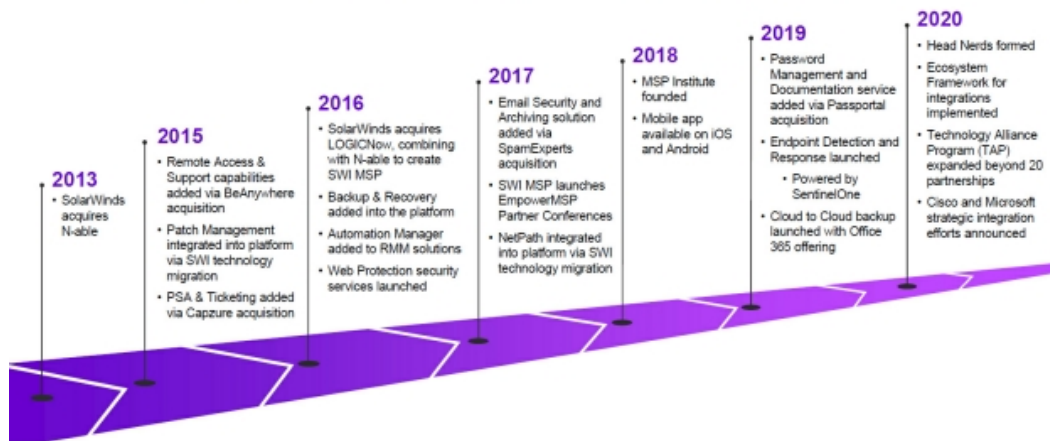 2013
• SolarWinds
acquires
N-able
2015
• Remote Access &
Support capabilities
added via BeAnywhere
acquisition
• Patch Management
integrated into platform
via SWI technology
migration
• PSA & Ticketing added
via Capzure acquisition
2016
• SolarWinds acquires
LOGICNow, combining
with N-able to create
SWI MSP
• Backup & Recovery
added into the platform
• Automation Manager
added to RMM solutions
• Web Protection security
services launched
2017
• Email Security and
Archiving solution
added via
SpamExperts
acquisition
• SWI MSP launches
EmpowerMSP
Partner Conferences
• NetPath integrated
into platform via SWI
technology migration
2018
• MSP Institute
founded
• Mobile app
available on iOS
and Android
2019
• Password
Management and
Documentation service
added via Passportal
acquisition
• Endpoint Detection and
Response launched
• Powered by
SentinelOne
• Cloud to Cloud backup
launched with Office
365 offering
2020
• Head Nerds formed
• Ecosystem
Framework for
integrations
implemented
• Technology Alliance
Program (TAP)
expanded beyond 20
partnerships
• Cisco and Microsoft
strategic integration
efforts announced